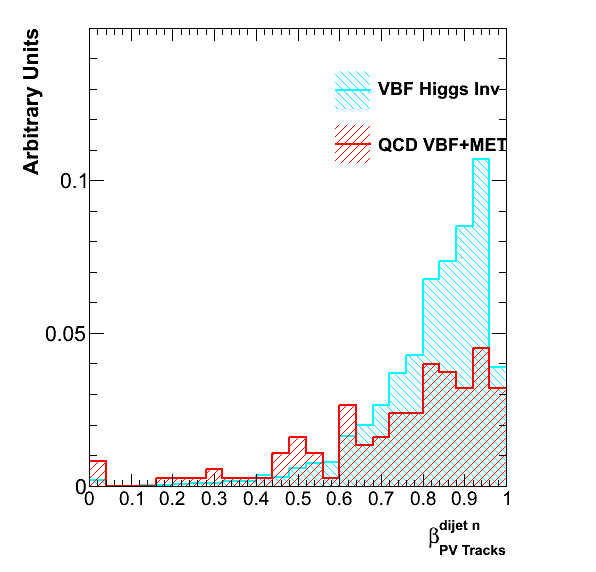 Arbitrary Units
VBF Higgs Inv
QCD VBF+MET
0.1
0.05
0
0 0.1 0.2 0.3 0.4 0.5 0.6 0.7 0.8 0.9 1
β dijet n
PV Tracks